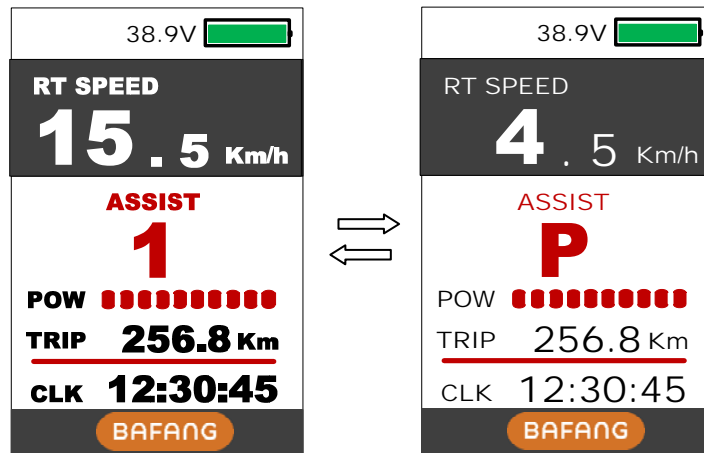 38.9V
RT SPEED
15.5 Km/h
ASSIST
1
POW
TRIP 256.8 Km
CLK 12:30:45
BAFANG
38.9V
RT SPEED
4.5 Km/h
ASSIST
P
POW
TRIP 256.8 Km
CLK 12:30:45
BAFANG